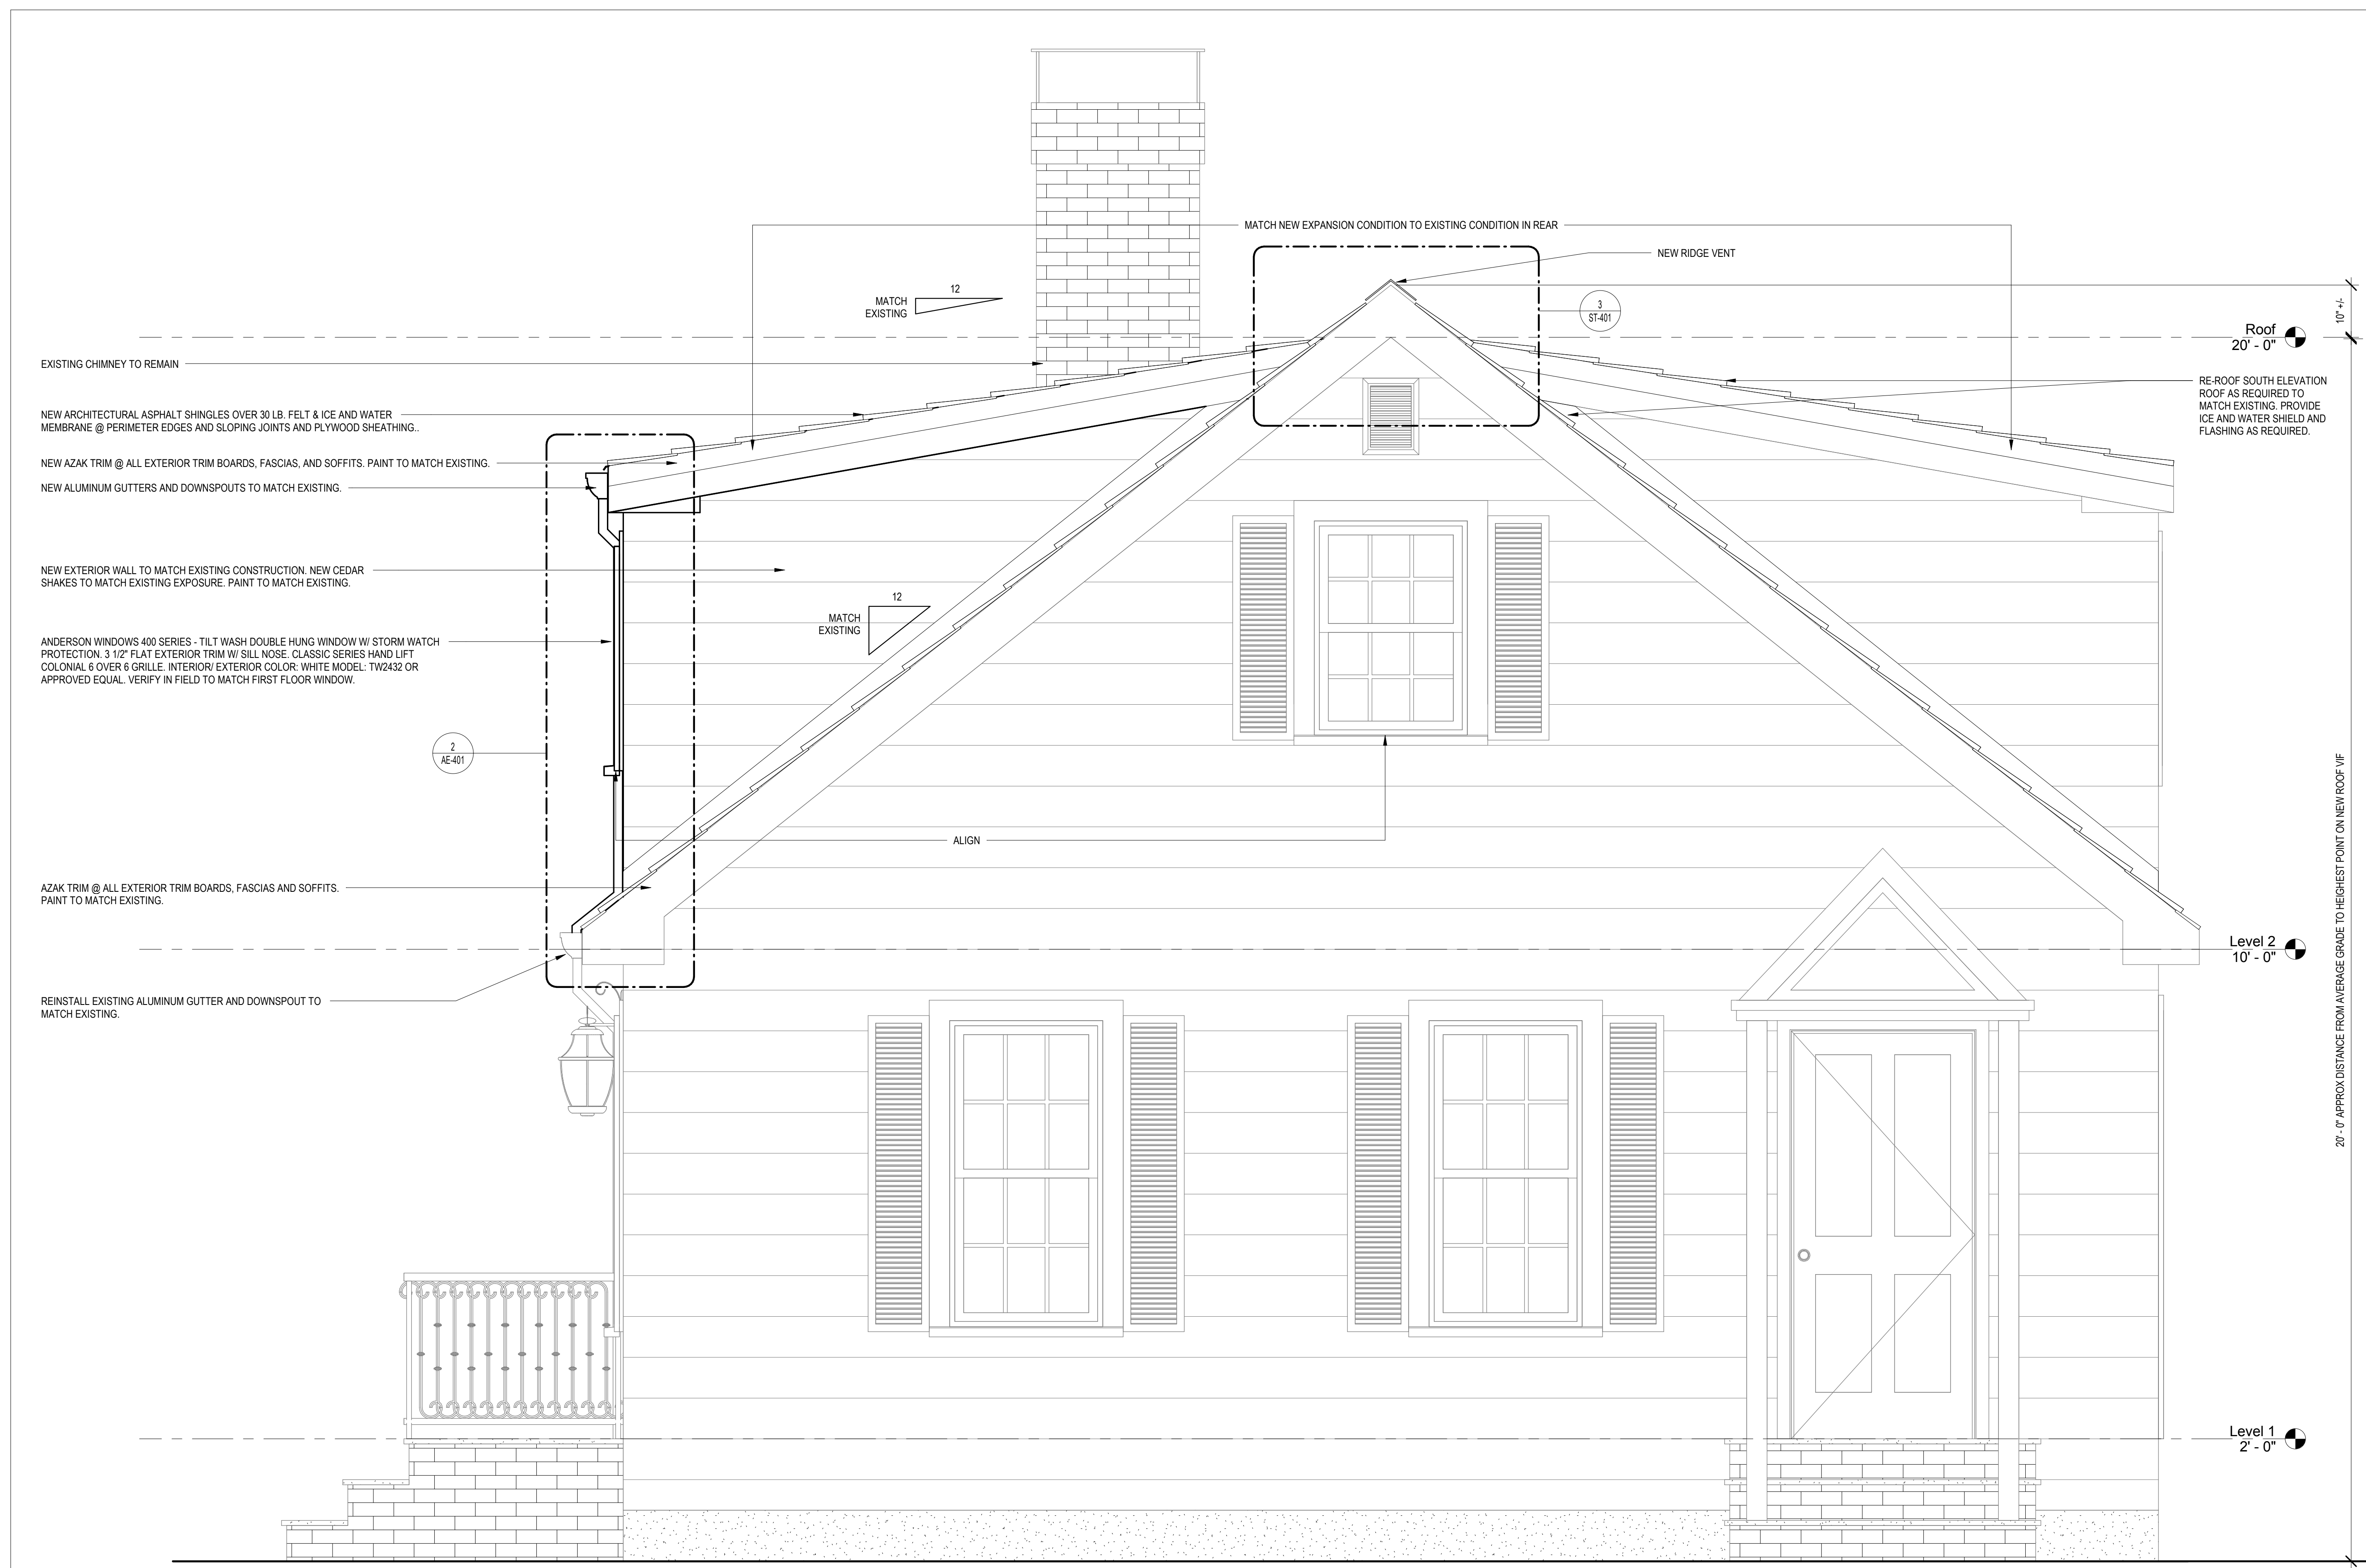 MATCH NEW EXPANSION CONDITION TO EXISTING CONDITION IN REAR
NEW RIDGE VENT
12
MATCH
EXISTING
3
ST-401
10" +/-
Roof
20' - 0"
EXISTING CHIMNEY TO REMAIN
RE-ROOF SOUTH ELEVATION
ROOF AS REQUIRED TO
MATCH EXISTING. PROVIDE
ICE AND WATER SHIELD AND
FLASHING AS REQUIRED.
NEW ARCHITECTURAL ASPHALT SHINGLES OVER 30 LB. FELT & ICE AND WATER
MEMBRANE @ PERIMETER EDGES AND SLOPING JOINTS AND PLYWOOD SHEATHING..
NEW AZAK TRIM @ ALL EXTERIOR TRIM BOARDS, FASCIAS, AND SOFFITS. PAINT TO MATCH EXISTING.
NEW ALUMINUM GUTTERS AND DOWNSPOUTS TO MATCH EXISTING.
NEW EXTERIOR WALL TO MATCH EXISTING CONSTRUCTION. NEW CEDAR
SHAKES TO MATCH EXISTING EXPOSURE. PAINT TO MATCH EXISTING.
12
MATCH
EXISTING
ANDERSON WINDOWS 400 SERIES - TILT WASH DOUBLE HUNG WINDOW W/ STORM WATCH
PROTECTION. 3 1/2" FLAT EXTERIOR TRIM W/ SILL NOSE. CLASSIC SERIES HAND LIFT
COLONIAL 6 OVER 6 GRILLE. INTERIOR/ EXTERIOR COLOR: WHITE MODEL: TW2432 OR
APPROVED EQUAL. VERIFY IN FIELD TO MATCH FIRST FLOOR WINDOW.
2
AE-401
ALIGN
AZAK TRIM @ ALL EXTERIOR TRIM BOARDS, FASCIAS AND SOFFITS.
PAINT TO MATCH EXISTING.
Level 2
10' - 0"
REINSTALL EXISTING ALUMINUM GUTTER AND DOWNSPOUT TO
MATCH EXISTING.
20' - 0" APPROX DISTANCE FROM AVERAGE GRADE TO HEIGHEST POINT ON NEW ROOF VIF
Level 1
2' - 0"